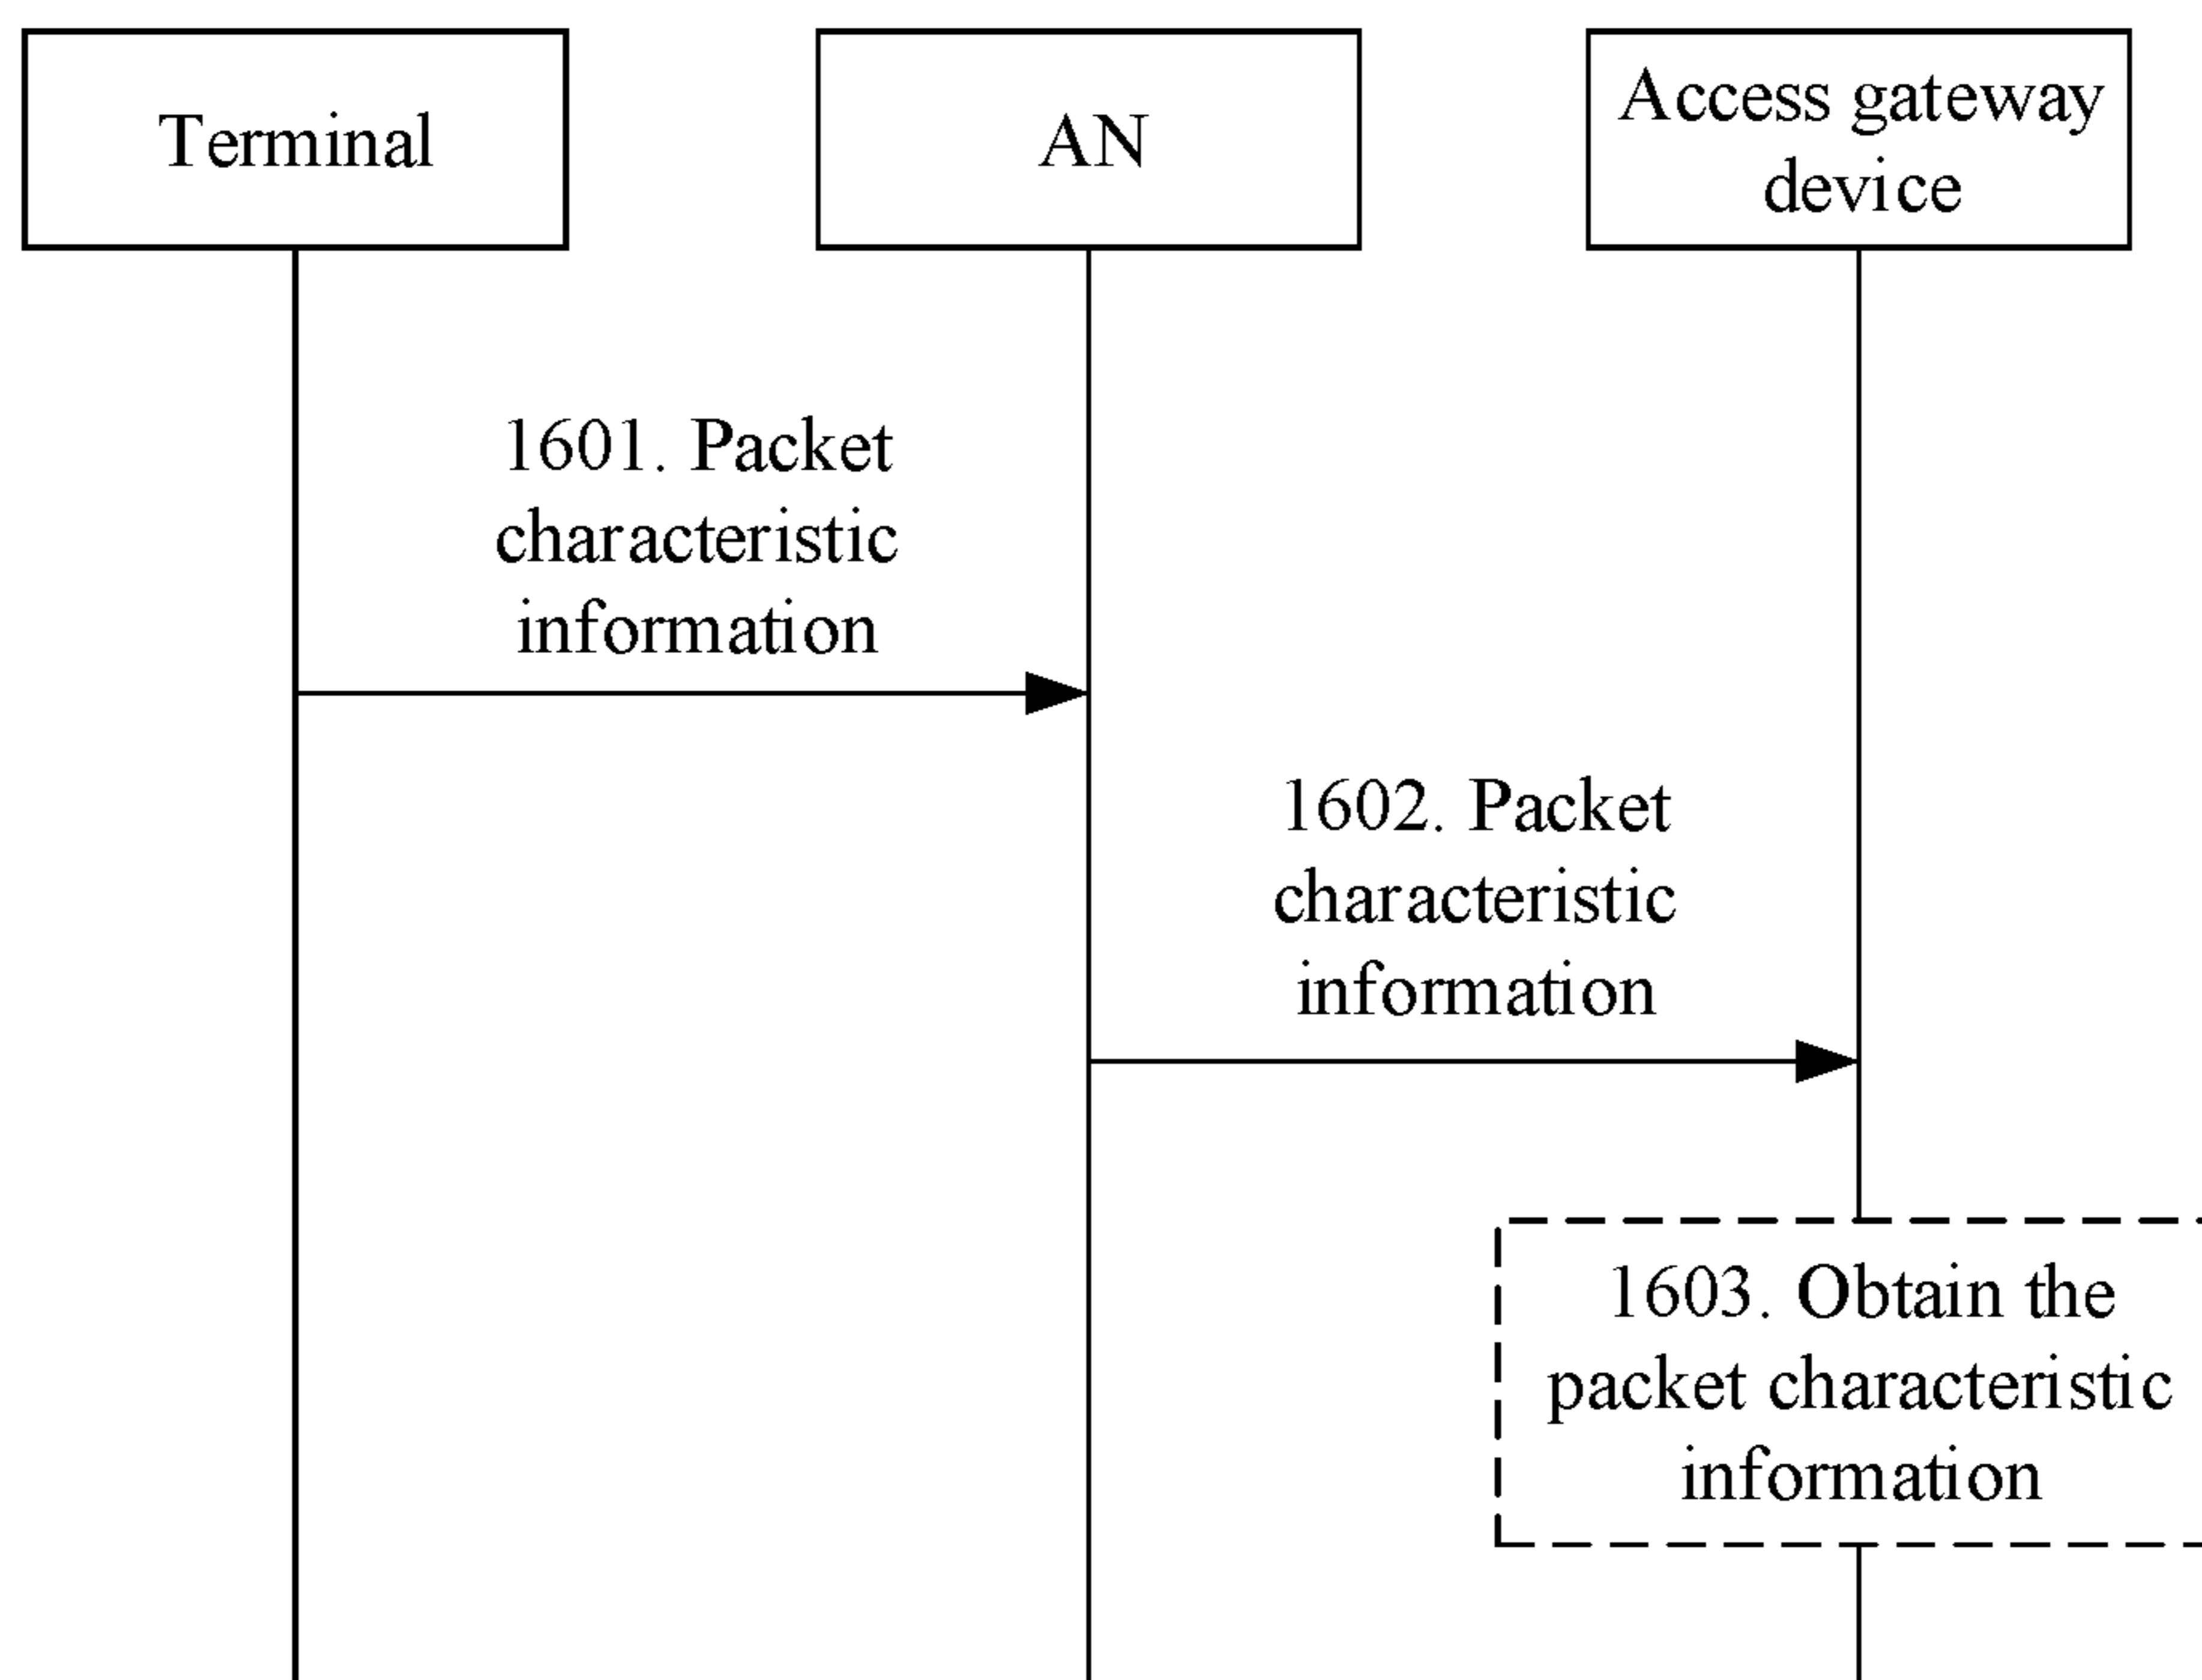 Terminal
AN
Access gateway
device
1601. Packet
characteristic
information
1602. Packet
characteristic
information
1603. Obtain the
packet characteristic
information